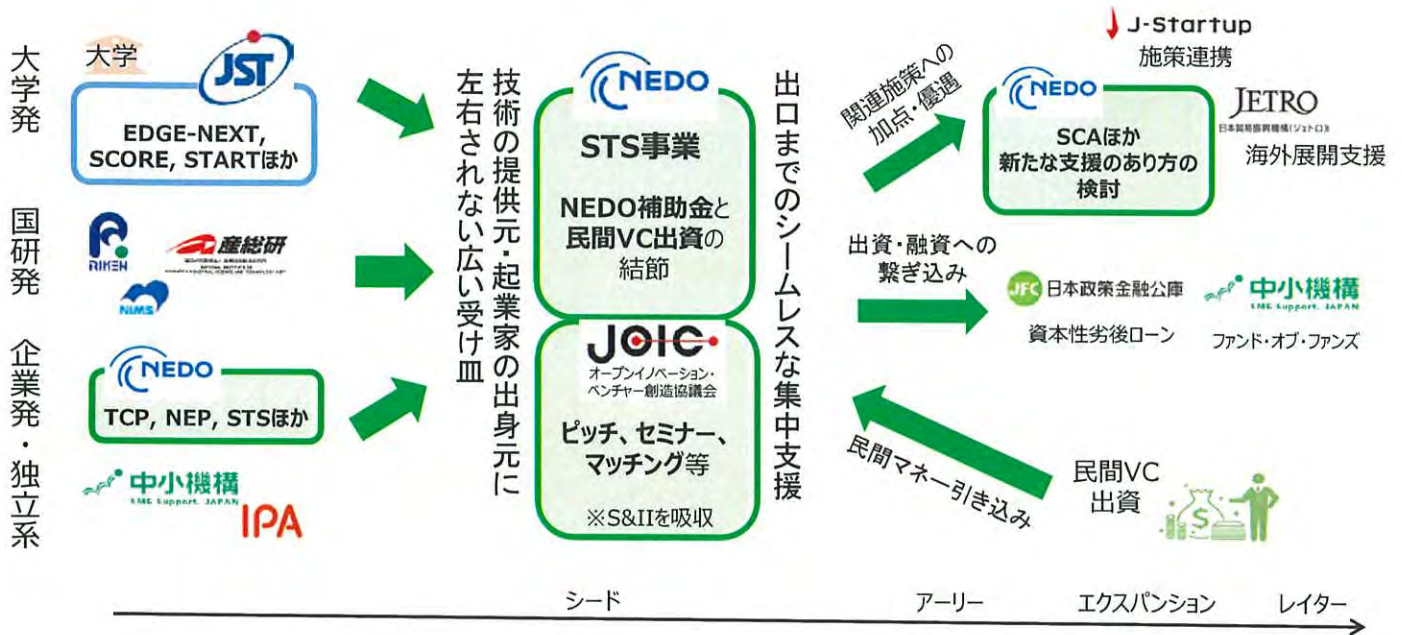 大学発
大学
JST
EDGE-NEXT,
SCORE, STARTほか
国研発
RIKEN
産総研
NIMS
企業発・独立系
NEDO
TCP, NEP, STSほか
中小機構
SME Support, JAPAN
IPA
技術の提供元・起業家の出身元に
左右されない広い受け皿
NEDO
STS事業
NEDO補助金と
民間VC出資の
結節
JOIC
オープンイノベーション・
ベンチャー創造協議会
ピッチ、セミナー、
マッチング等
※S&IIを吸収
出口までのシームレスな集中支援
関連施策への
加点・優遇
J-Startup
施策連携
NEDO
SCAほか
新たな支援のあり方の
検討
JETRO
日本貿易振興機構(ジェトロ)
海外展開支援
出資・融資への
繋ぎ込み
JFC 日本政策金融公庫
資本性劣後ローン
中小機構
SME Support, JAPAN
ファンド・オブ・ファンズ
民間マネー引き込み
民間VC
出資
$
シード
アーリー
エクスパンション
レイター